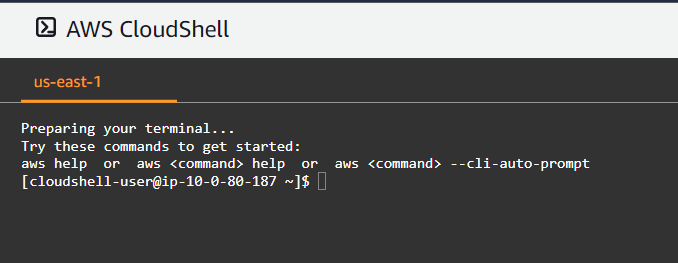 AWS CloudShell
us-east-1
Preparing your terminal...
Try these commands to get started:
aws help  or  aws <command> help  or  aws <command> --cli-auto-prompt
[cloudshell-user@ip-10-0-80-187 ~]$